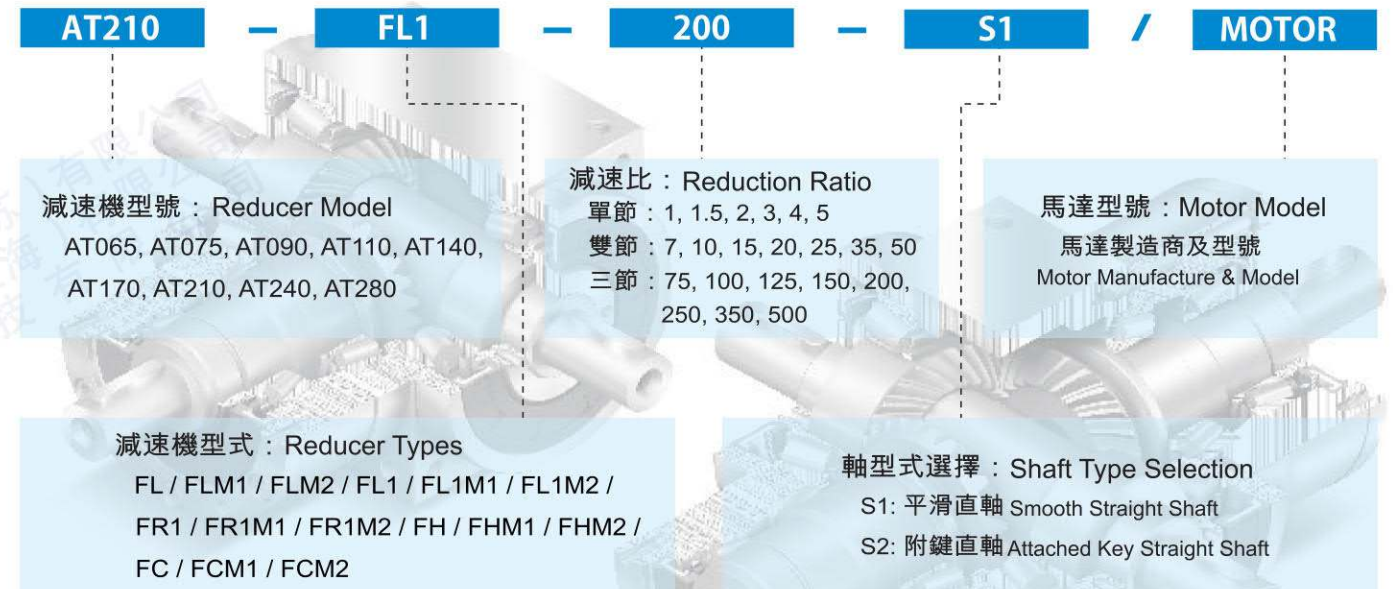 AT210 — FL1 — 200 — S1 / MOTOR
減速機型號：Reducer Model
AT065, AT075, AT090, AT110, AT140,
AT170, AT210, AT240, AT280
減速比：Reduction Ratio
單節：1, 1.5, 2, 3, 4, 5
雙節：7, 10, 15, 20, 25, 35, 50
三節：75, 100, 125, 150, 200,
250, 350, 500
馬達型號：Motor Model
馬達製造商及型號
Motor Manufacture & Model
減速機型式：Reducer Types
FL / FLM1 / FLM2 / FL1 / FL1M1 / FL1M2 /
FR1 / FR1M1 / FR1M2 / FH / FHM1 / FHM2 /
FC / FCM1 / FCM2
軸型式選擇：Shaft Type Selection
S1: 平滑直軸 Smooth Straight Shaft
S2: 附鍵直軸 Attached Key Straight Shaft